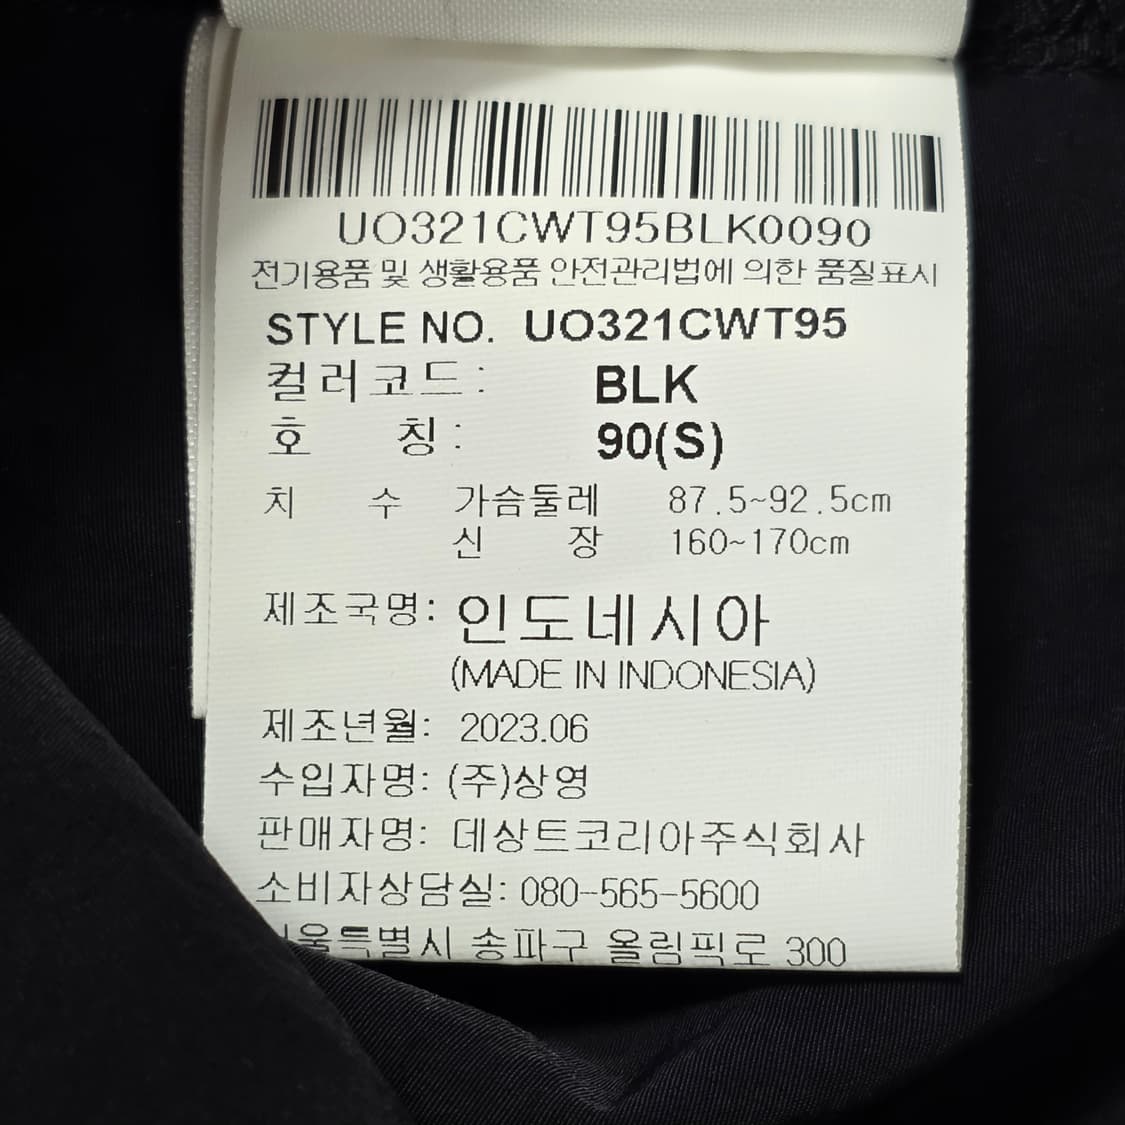 UO321CWT95BLK0090
전기용품 및 생활용품 안전관리법에 의한 품질표시
STYLE NO. UO321CWT95
컬러코드: BLK
호 칭: 90(S)
치 수 가슴둘레 87.5~92.5cm
신 장 160~170cm
제조국명: 인도네시아
(MADE IN INDONESIA)
제조년월: 2023.06
수입자명: (주)상영
판매자명: 데상트코리아주식회사
소비자상담실: 080-565-5600
서울특별시 송파구 올림픽로 300